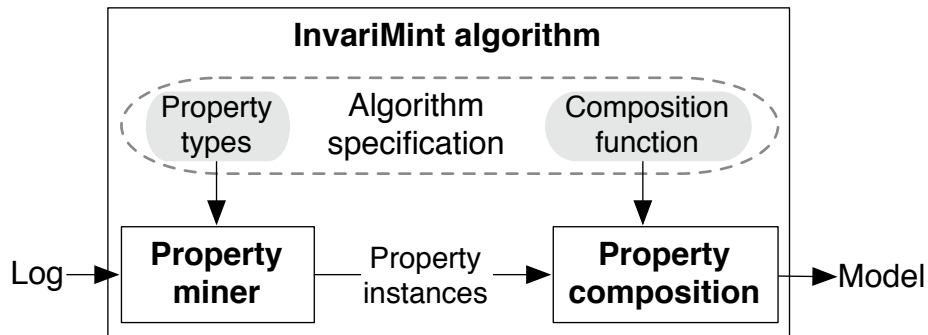 InvariMint algorithm
Property
types
Algorithm
specification
Composition
function
Log
Property
miner
Property
instances
Property
composition
Model